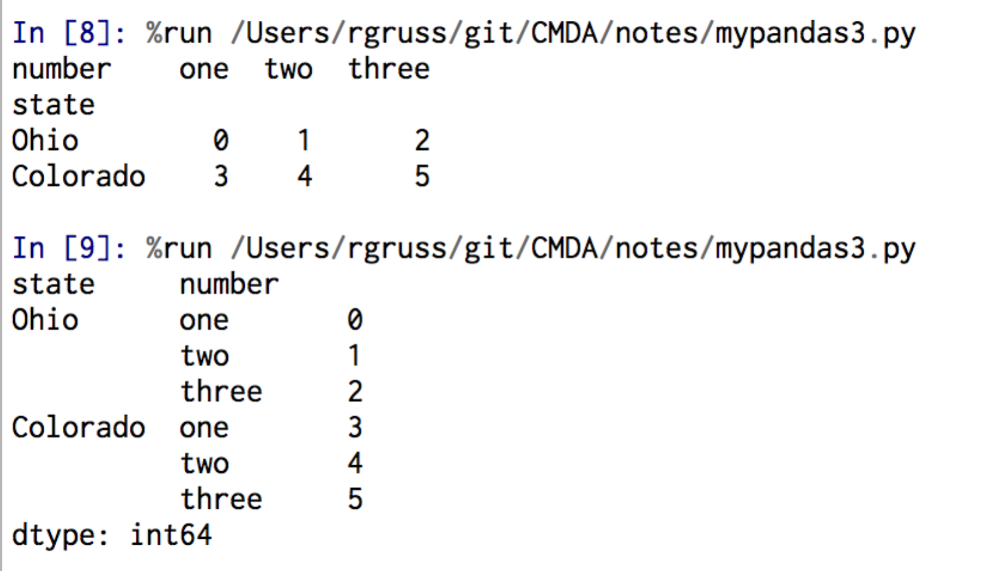 In [8]: %run /Users/rgruss/git/CMDA/notes/mypandas3.py
number    one  two  three
state
Ohio        0    1      2
Colorado    3    4      5
In [9]: %run /Users/rgruss/git/CMDA/notes/mypandas3.py
state     number
Ohio      one       0
          two       1
          three     2
Colorado  one       3
          two       4
          three     5
dtype: int64